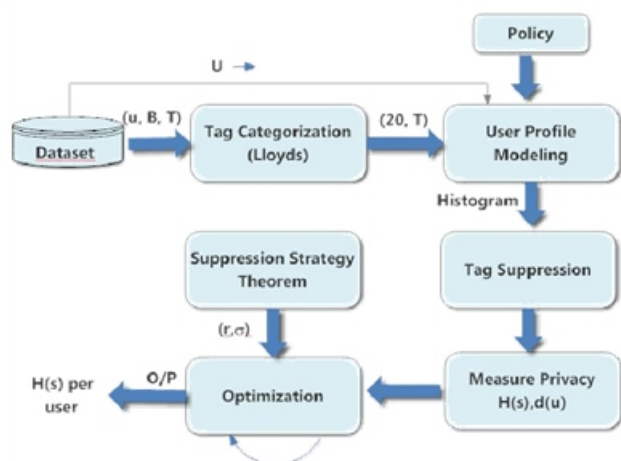 Policy
U
(u, B, T)
Dataset
Tag Categorization
(Lloyds)
(20, T)
User Profile
Modeling
Histogram
Suppression Strategy
Theorem
Tag Suppression
(r,σ)
H(s) per
user
O/P
Optimization
Measure Privacy
H(s),d(u)